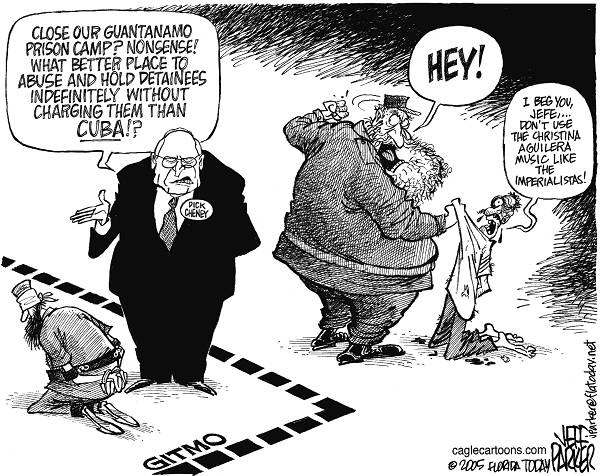 CLOSE OUR GUANTANAMO
PRISON CAMP? NONSENSE!
WHAT BETTER PLACE TO
ABUSE AND HOLD DETAINEES
INDEFINITELY WITHOUT
CHARGING THEM THAN
CUBA!?
HEY!
I BEG YOU,
JEFE,...
DON'T USE
THE CHRISTINA
AGUILERA
MUSIC LIKE
THE
IMPERIALISTAS!
DICK
CHENEY
GITMO
caglecartoons.com
© 2005 FLORIDA TODAY
JEFF
PARKER
jparker@flatoday.net